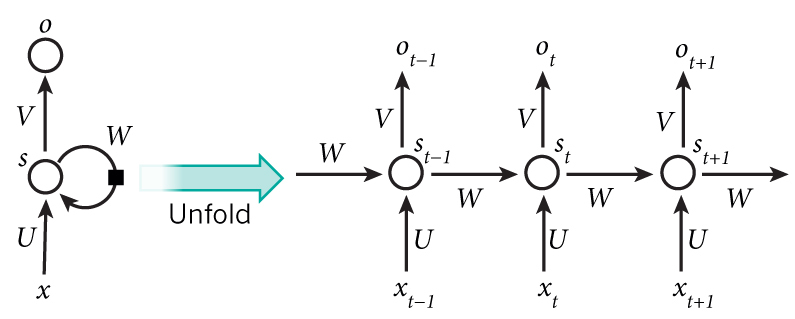 o
V
W
s
U
x
Unfold
o_{t-1} o_t o_{t+1}
V V V
W s_{t-1} s_t s_{t+1}
W W W
U U U
x_{t-1} x_t x_{t+1}